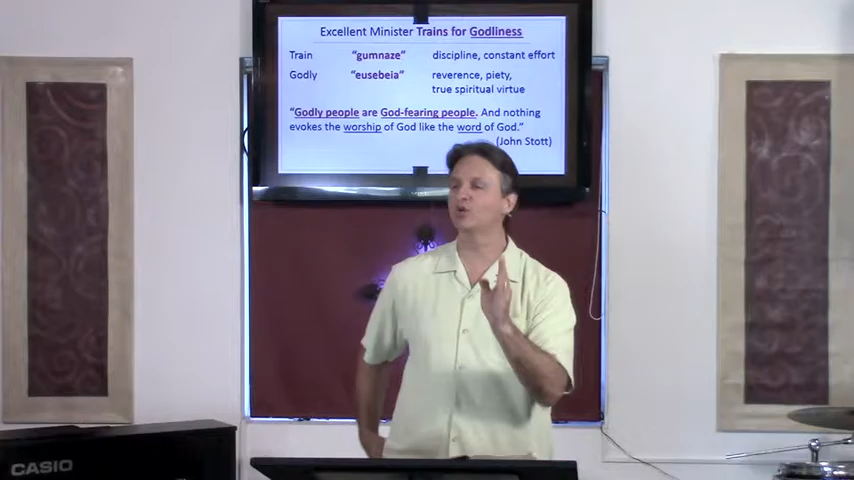 Excellent Minister Trains for Godliness
Train "gumnaze" discipline, constant effort
Godly "eusebeia" reverence, piety,
true spiritual virtue
"Godly people are God-fearing people. And nothing
evokes the worship of God like the word of God."
(John Stott)
CASIO